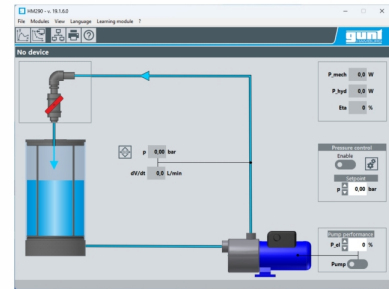 HM290 - v. 19.1.6.0
File Modules View Language Learning module ?
gunt
No device
P_mech 0,0 W
P_hyd 0,0 W
Eta 0 %
p 0,00 bar
dV/dt 0,0 L/min
Pressure control
Enable
Setpoint
p 0,00 bar
Pump performance
P_el 0 %
Pump